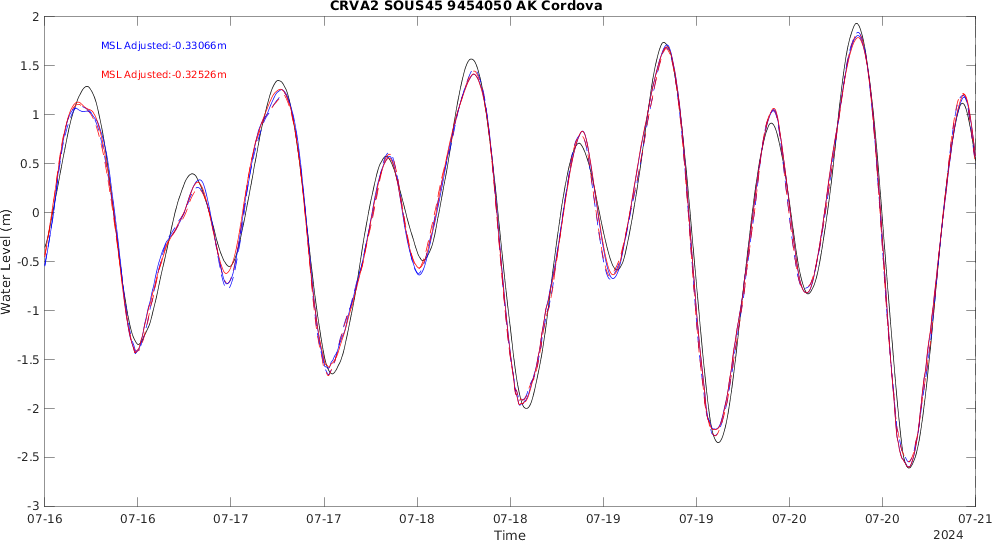 CRVA2 SOUS45 9454050 AK Cordova
MSL Adjusted:-0.33066m
MSL Adjusted:-0.32526m
Water Level (m)
2
1.5
1
0.5
0
-0.5
-1
-1.5
-2
-2.5
-3
07-16 07-16 07-17 07-17 07-18 07-18 07-19 07-19 07-20 07-20 07-21
Time
2024